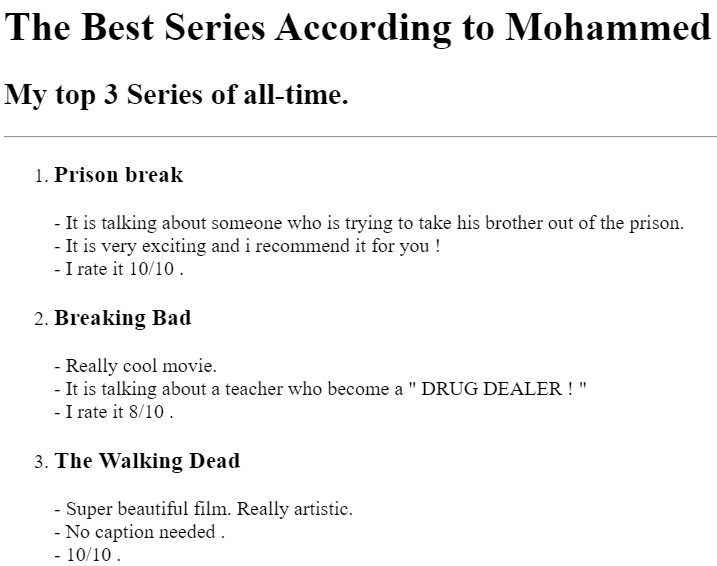 The Best Series According to Mohammed
My top 3 Series of all-time.
1. Prison break
- It is talking about someone who is trying to take his brother out of the prison.
- It is very exciting and i recommend it for you !
- I rate it 10/10 .
2. Breaking Bad
- Really cool movie.
- It is talking about a teacher who become a " DRUG DEALER ! "
- I rate it 8/10 .
3. The Walking Dead
- Super beautiful film. Really artistic.
- No caption needed .
- 10/10 .